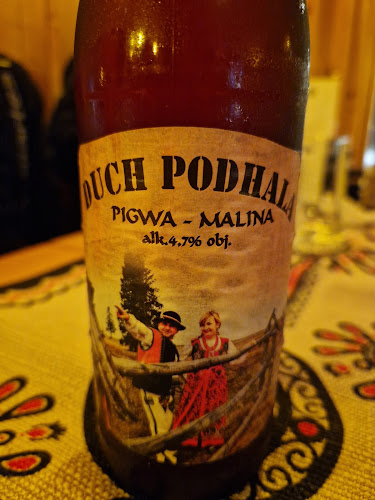 DUCH PODHALA
PIGWA - MALINA
alk.4,7% obj.